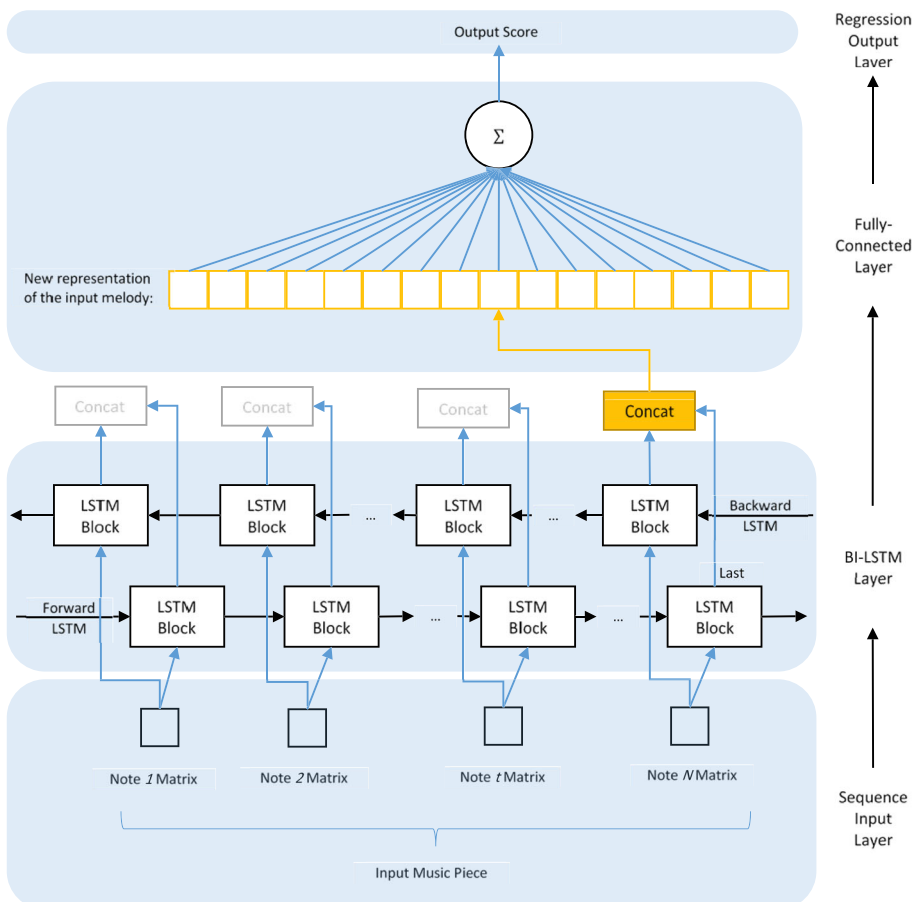 Output Score
Regression
Output
Layer
Σ
Fully-
Connected
Layer
New representation
of the input melody:
Concat
Concat
Concat
Concat
LSTM
Block
LSTM
Block
...
LSTM
Block
...
LSTM
Block
Backward
LSTM
BI-LSTM
Layer
Last
Forward
LSTM
LSTM
Block
LSTM
Block
...
LSTM
Block
...
LSTM
Block
Note 1 Matrix
Note 2 Matrix
Note t Matrix
Note N Matrix
Sequence
Input
Layer
Input Music Piece